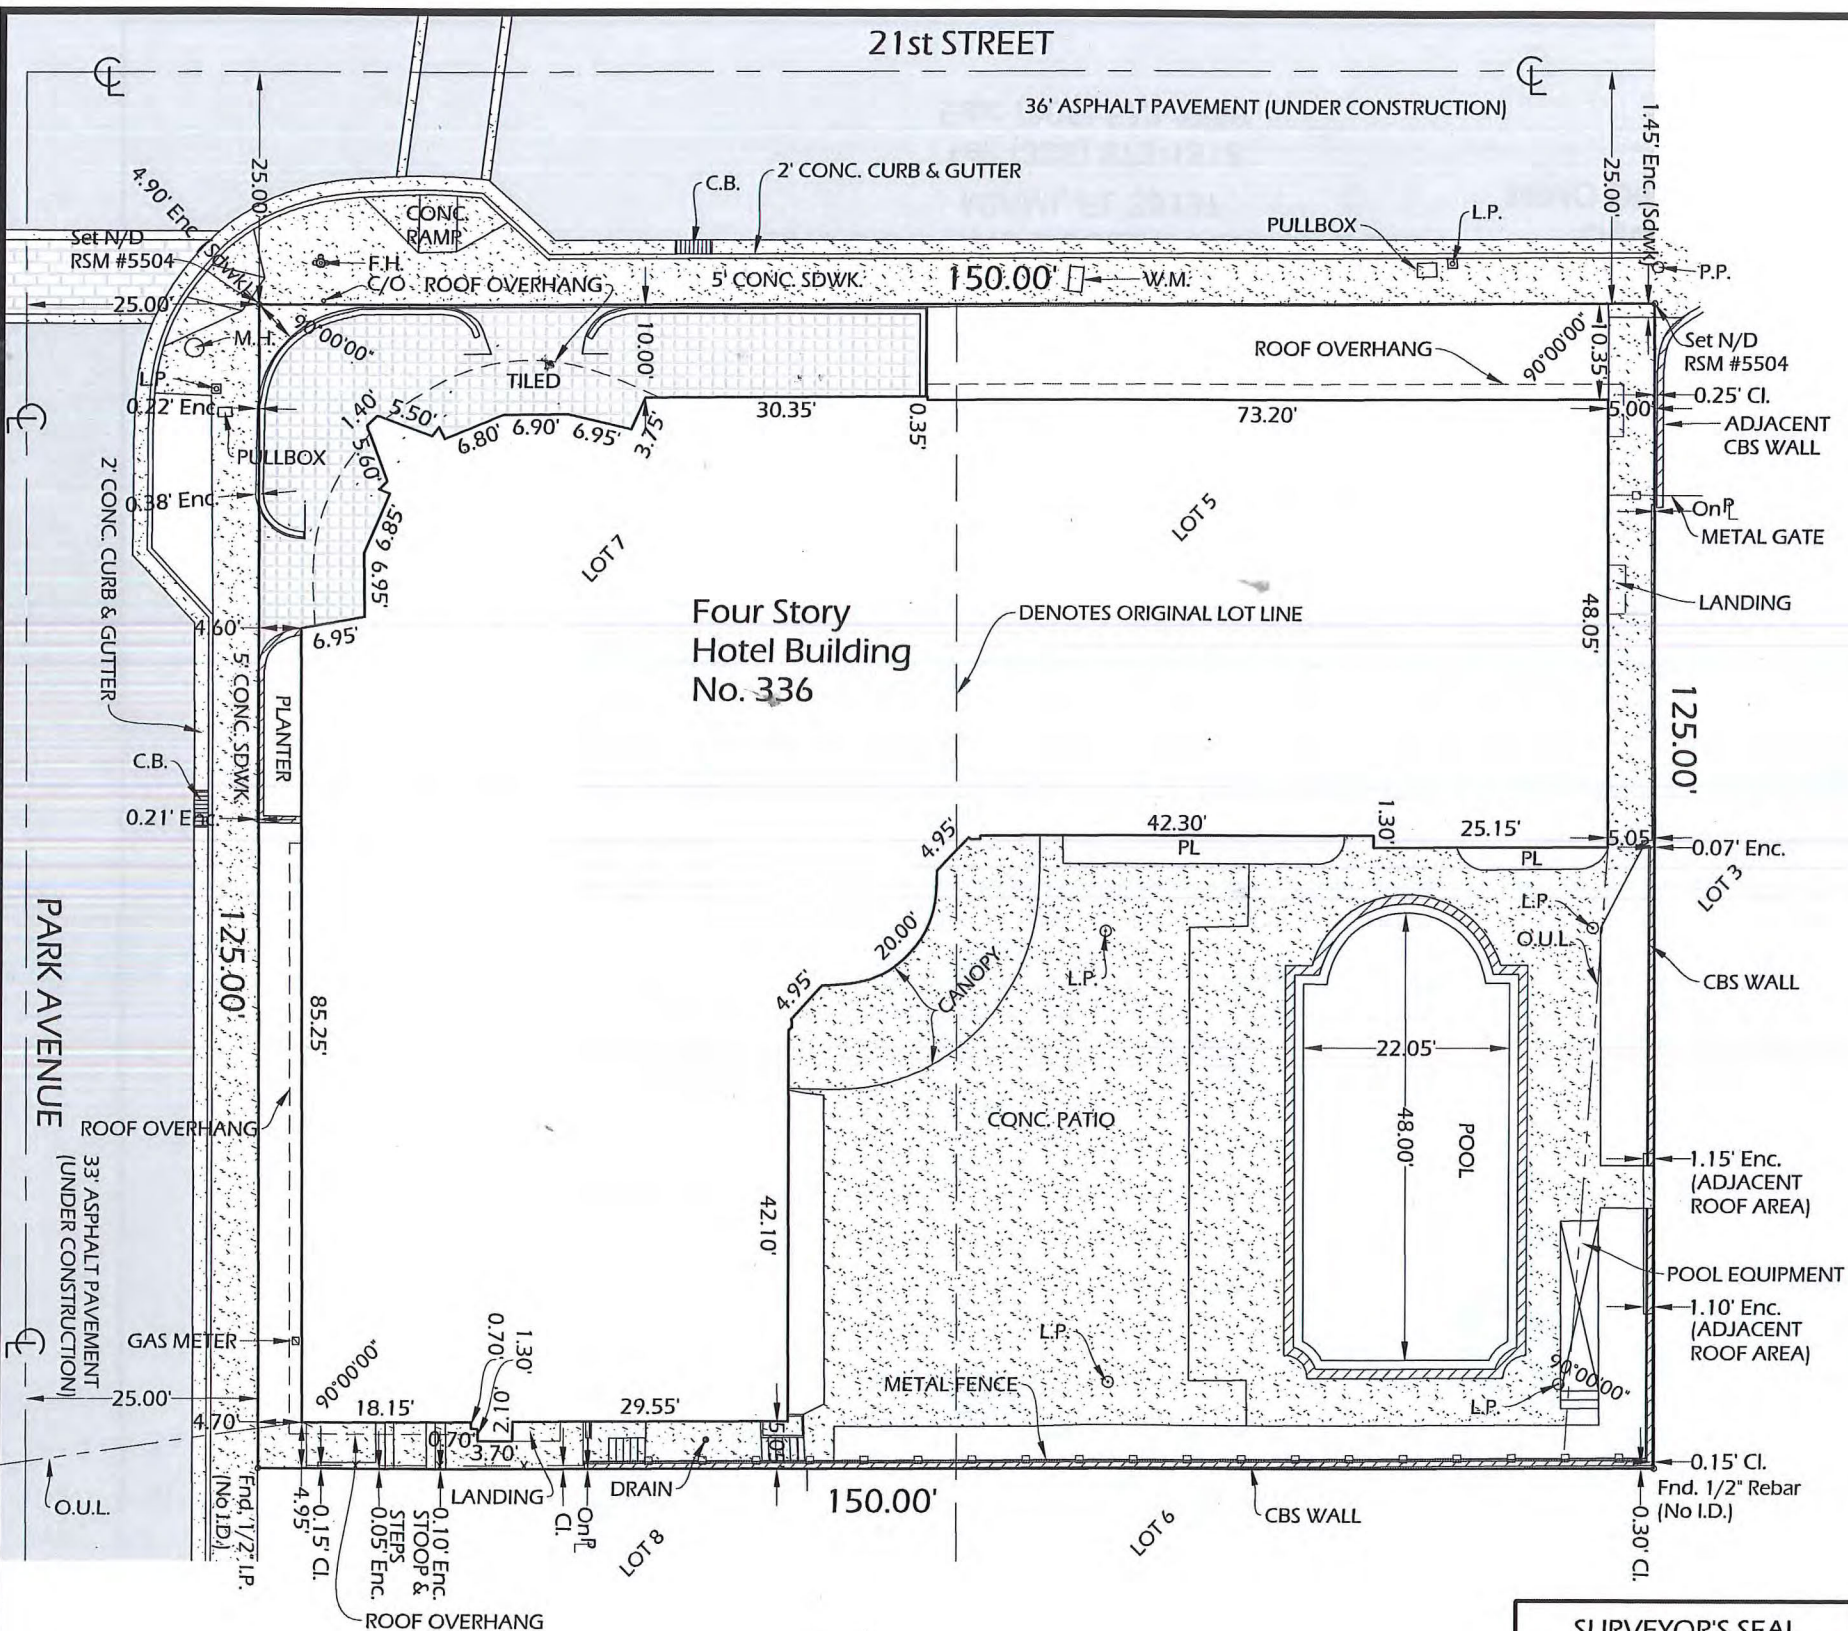 21st STREET
36' ASPHALT PAVEMENT (UNDER CONSTRUCTION)
25.00'
25.00'
1.45' Enc. (Sdwk)
4.90' Enc. (Sdwk)
C.B.
2' CONC. CURB & GUTTER
CONC.
RAMP
PULLBOX
L.P.
Set N/D
RSM #5504
F.H.
C/O
ROOF OVERHANG
5' CONC. SDWK.
150.00'
W.M.
P.P.
25.00'
M.H.
90°00'00"
10.00'
ROOF OVERHANG
90°00'00"
10.35'
Set N/D
RSM #5504
L.P.
TILED
0.22' Enc.
1.40'
5.50'
6.80'
6.90'
6.95'
3.75'
30.35'
0.35'
73.20'
5.00'
0.25' Cl.
ADJACENT
CBS WALL
PULLBOX
5.60'
0.38' Enc.
6.85'
6.95'
2' CONC. CURB & GUTTER
LOT 7
LOT 5
On PL
METAL GATE
LANDING
48.05'
4.60'
6.95'
Four Story
Hotel Building
No. 336
DENOTES ORIGINAL LOT LINE
5' CONC. SDWK.
PLANTER
125.00'
C.B.
0.21' Enc.
4.95'
42.30'
PL
1.30'
25.15'
PL
5.05'
0.07' Enc.
LOT 3
PARK AVENUE
125.00'
20.00'
4.95'
CANOPY
L.P.
L.P.
O.U.L.
CBS WALL
85.25'
22.05'
48.00'
POOL
CONC. PATIO
ROOF OVERHANG
33' ASPHALT PAVEMENT
(UNDER CONSTRUCTION)
1.15' Enc.
(ADJACENT
ROOF AREA)
42.10'
POOL EQUIPMENT
1.10' Enc.
(ADJACENT
ROOF AREA)
GAS METER
90°00'00"
0.70'
1.30'
L.P.
METAL FENCE
90°00'00"
L.P.
25.00'
4.70'
18.15'
2.10'
29.55'
0.70'
3.70'
5.05'
0.15' Cl.
Fnd. 1/2" Rebar
(No I.D.)
O.U.L.
Fnd, 1/2" I.P.
(No I.D.)
4.95'
0.15' Cl.
STEPS
0.05' Enc.
0.10' Enc.
STOOP &
LANDING
Cl.
On PL
DRAIN
LOT 8
150.00'
LOT 6
CBS WALL
0.30' Cl.
ROOF OVERHANG
SURVEYOR'S SEAL